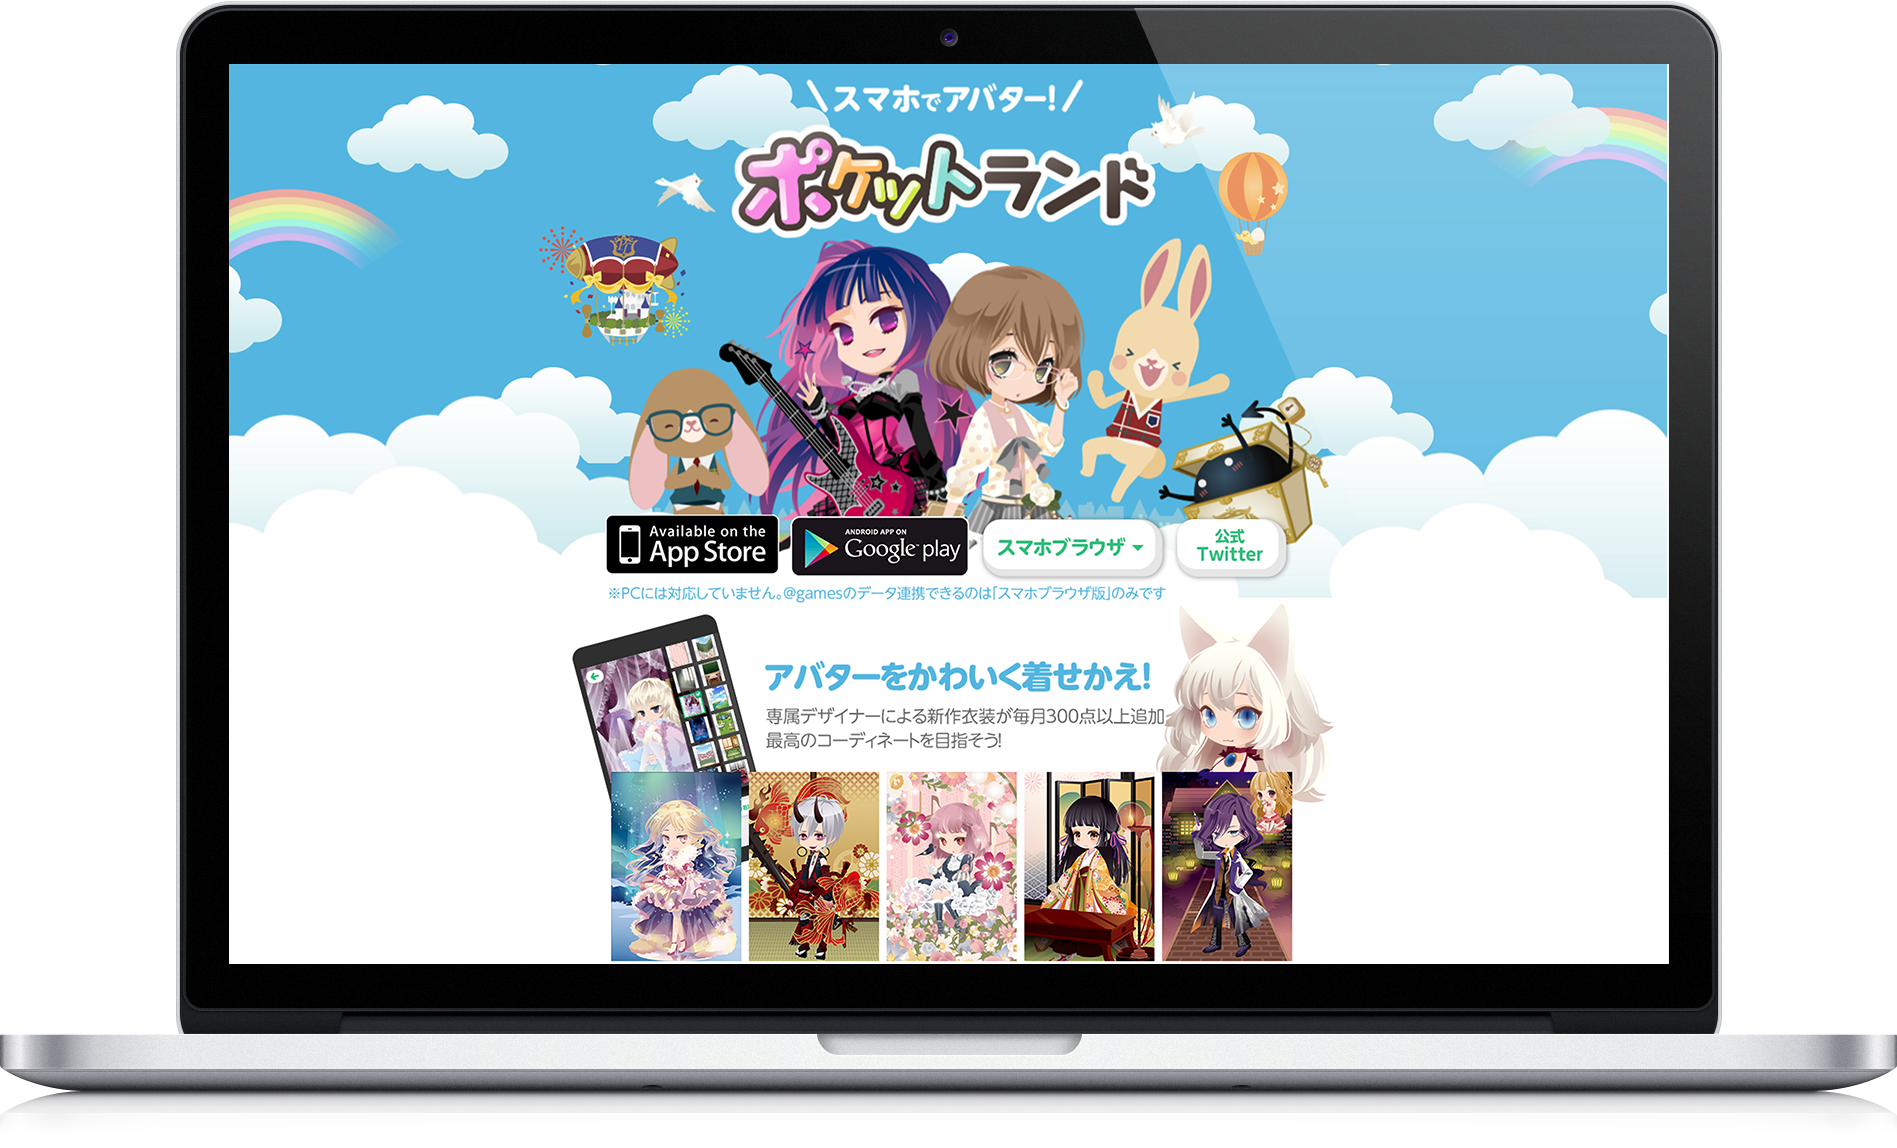 スマホでアバター!
ポケットランド
Available on the
App Store
ANDROID APP ON
Google play
スマホブラウザ
公式
Twitter
※PCには対応していません。@gamesのデータ連携できるのは「スマホブラウザ版」のみです
アバターをかわいく着せかえ!
専属デザイナーによる新作衣装が毎月300点以上追加
最高のコーディネートを目指そう!